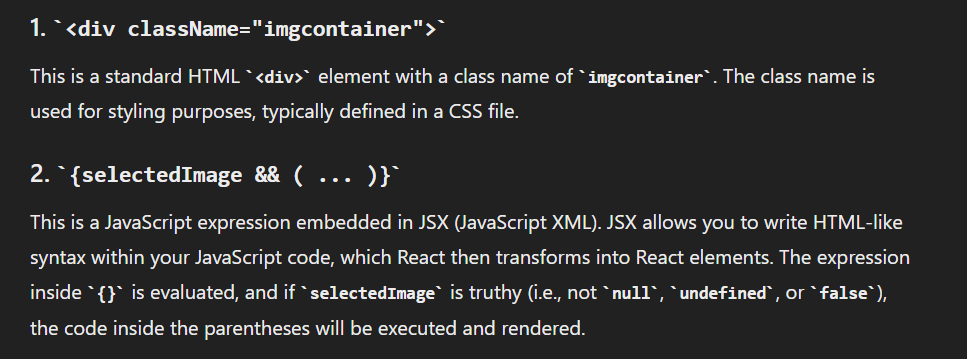 1. `<div className="imgcontainer">`
This is a standard HTML `<div>` element with a class name of `imgcontainer`. The class name is
used for styling purposes, typically defined in a CSS file.
2. `{selectedImage && ( ... )}`
This is a JavaScript expression embedded in JSX (JavaScript XML). JSX allows you to write HTML-like
syntax within your JavaScript code, which React then transforms into React elements. The expression
inside `{}` is evaluated, and if `selectedImage` is truthy (i.e., not `null`, `undefined`, or `false`),
the code inside the parentheses will be executed and rendered.